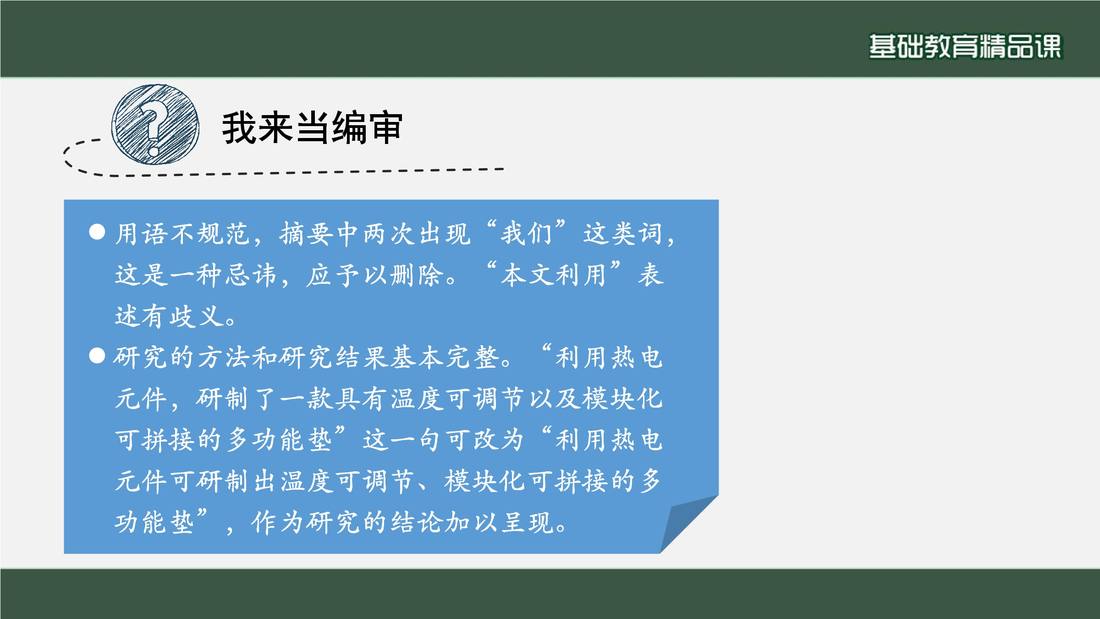 基础教育精品课
我来当编审
用语不规范，摘要中两次出现“我们”这类词，
这是一种忌讳，应予以删除。“本文利用”表
述有歧义。
研究的方法和研究结果基本完整。“利用热电
元件，研制了一款具有温度可调节以及模块化
可拼接的多功能垫”这一句可改为“利用热电
元件可研制出温度可调节、模块化可拼接的多
功能垫”，作为研究的结论加以呈现。